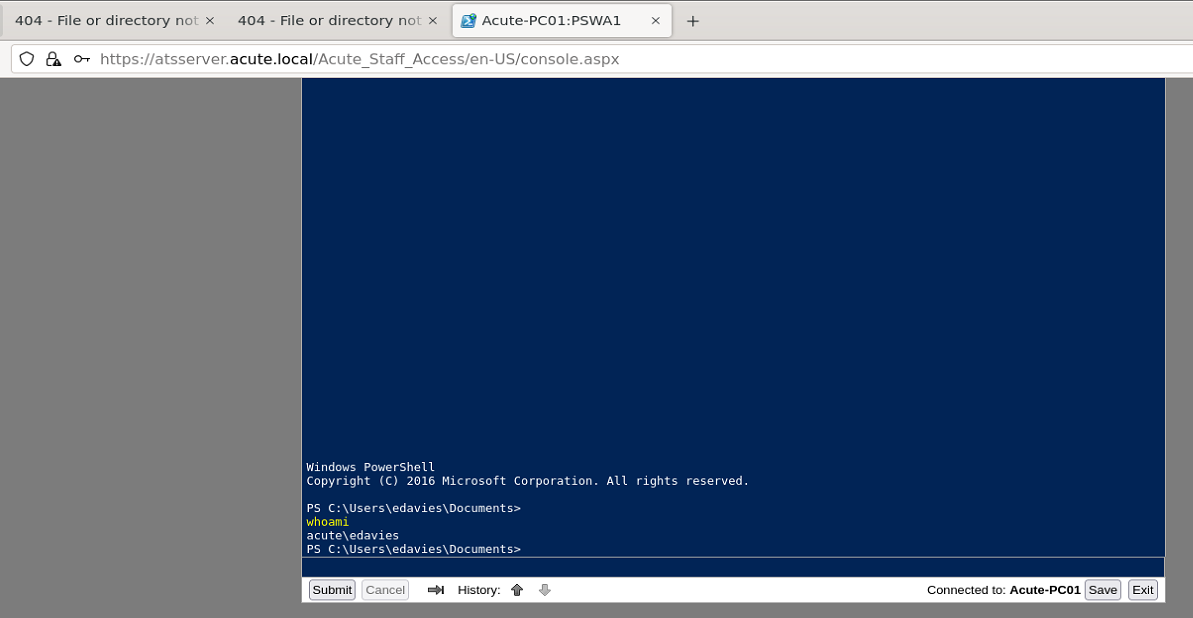 404 - File or directory not
404 - File or directory not
Acute-PC01:PSWA1
https://atsserver.acute.local/Acute_Staff_Access/en-US/console.aspx
Windows PowerShell
Copyright (C) 2016 Microsoft Corporation. All rights reserved.
PS C:\Users\edavies\Documents>
whoami
acute\edavies
PS C:\Users\edavies\Documents>
Submit Cancel History: Connected to: Acute-PC01 Save Exit